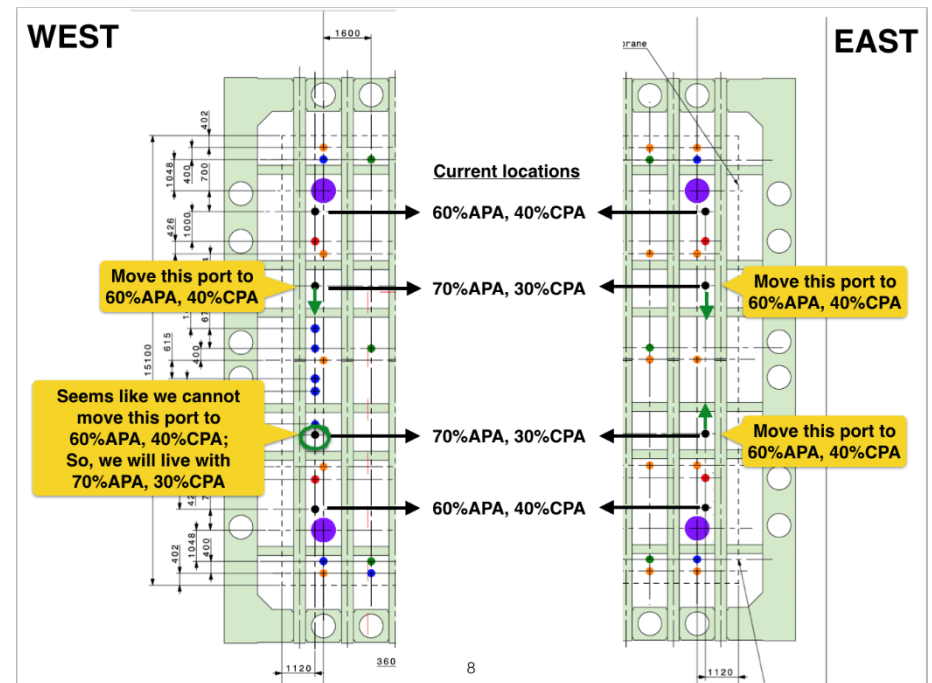 WEST
EAST
1600
brane
402
1048
400
700
Current locations
60%APA, 40%CPA
426
1000
Move this port to
60%APA, 40%CPA
70%APA, 30%CPA
Move this port to
60%APA, 40%CPA
615
400
15100
Seems like we cannot
move this port to
60%APA, 40%CPA;
So, we will live with
70%APA, 30%CPA
70%APA, 30%CPA
Move this port to
60%APA, 40%CPA
60%APA, 40%CPA
402
1048
400
1120
360
8
1120